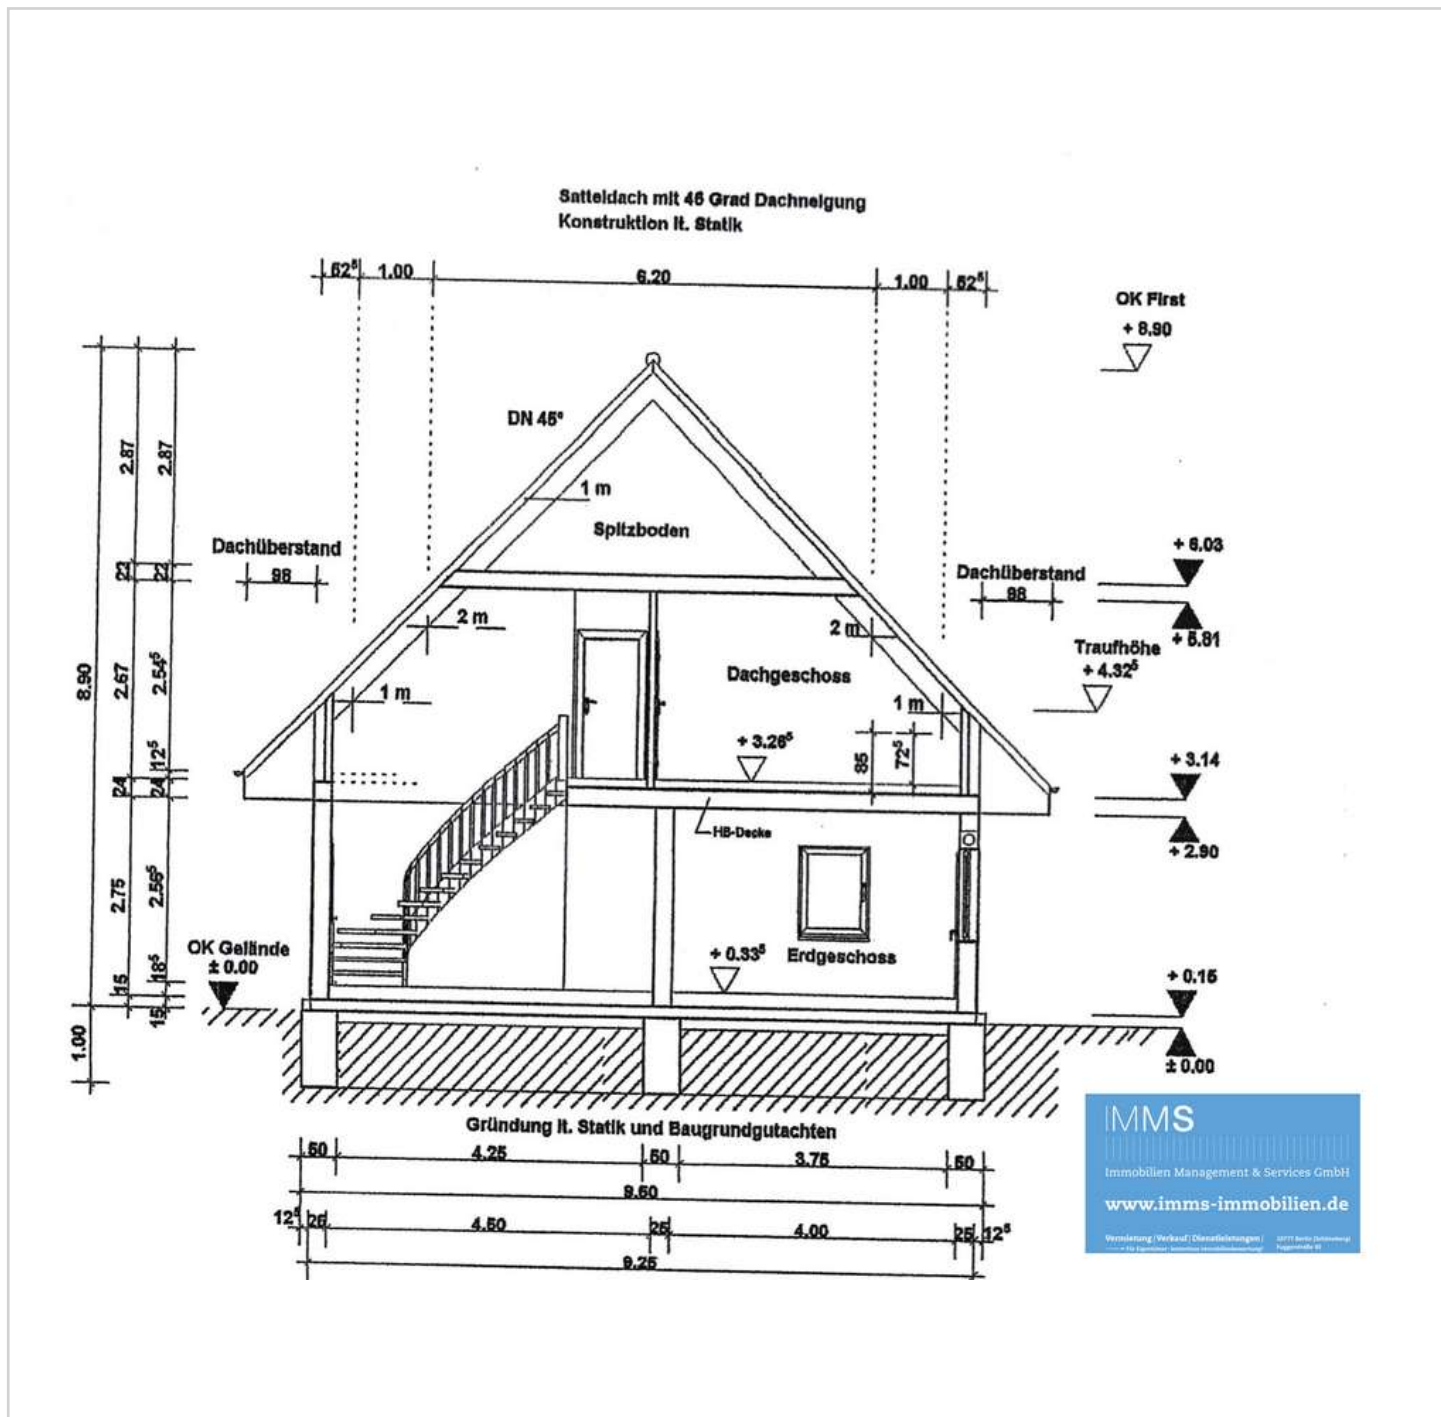 Satteldach mit 45 Grad Dachneigung
Konstruktion lt. Statik
62⁵ 1.00 6.20 1.00 62⁵
OK First
+ 8.90
DN 45°
2.87 2.87
1 m
Spitzboden
Dachüberstand
98
22 22
+ 6.03
Dachüberstand
98
+ 5.81
2 m
2 m
Traufhöhe
+ 4.32⁵
8.90
2.67 2.54⁵
Dachgeschoss
1 m
1 m
+ 3.26⁵
85 72⁵
12⁵
24 24
+ 3.14
HB-Decke
+ 2.90
2.75 2.56⁵
OK Gelände
± 0.00
+ 0.33⁵
Erdgeschoss
15 18⁵
15
+ 0.15
1.00
± 0.00
Gründung lt. Statik und Baugrundgutachten
50 4.25 50 3.75 50
9.50
12⁵ 25 4.50 25 4.00 25 12⁵
9.25
IMMS
Immobilien Management & Services GmbH
www.imms-immobilien.de
Vermietung | Verkauf | Dienstleistungen |